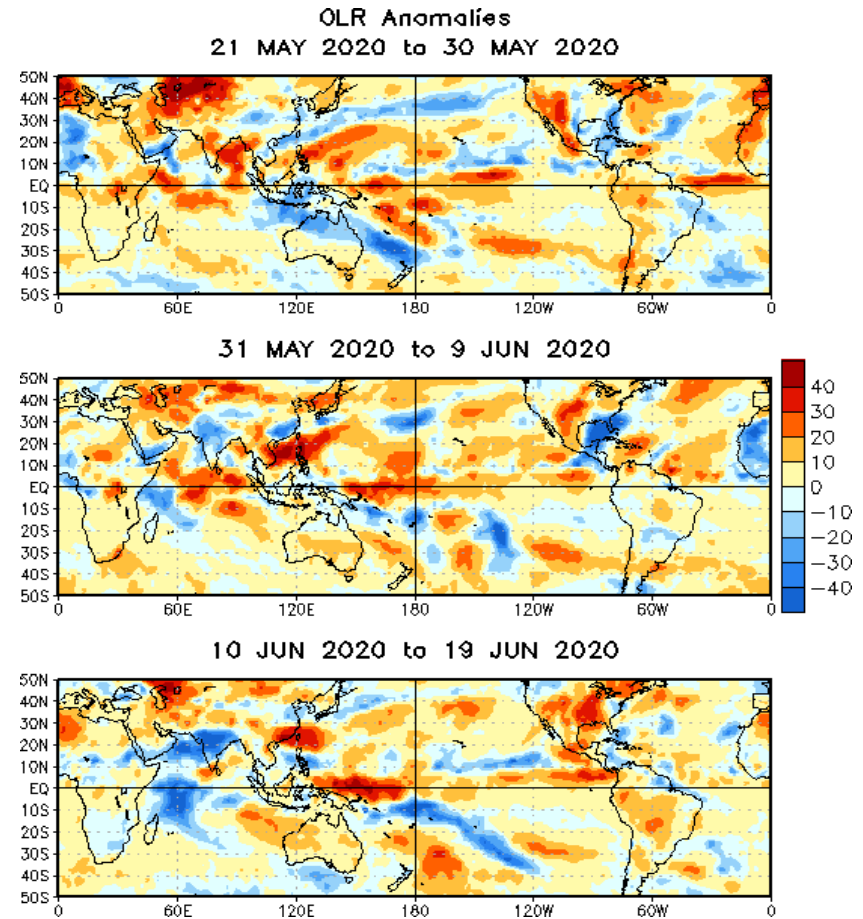 OLR Anomalies
21 MAY 2020 to 30 MAY 2020
50N
40N
30N
20N
10N
EQ
10S
20S
30S
40S
50S
0 60E 120E 180 120W 60W 0
31 MAY 2020 to 9 JUN 2020
50N
40N
30N
20N
10N
EQ
10S
20S
30S
40S
50S
0 60E 120E 180 120W 60W 0
40
30
20
10
0
−10
−20
−30
−40
10 JUN 2020 to 19 JUN 2020
50N
40N
30N
20N
10N
EQ
10S
20S
30S
40S
50S
0 60E 120E 180 120W 60W 0